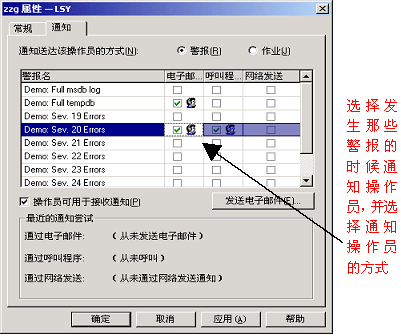 zzg 属性 — LSY
常规 通知
通知送达该操作员的方式(N): 警报(R) 作业(J)
警报名 电子邮... 呼叫程... 网络发送
Demo: Full msdb log
Demo: Full tempdb
Demo: Sev. 19 Errors
Demo: Sev. 20 Errors
Demo: Sev. 21 Errors
Demo: Sev. 22 Errors
Demo: Sev. 23 Errors
Demo: Sev. 24 Errors
操作员可用于接收通知(P) 发送电子邮件(E)...
最近的通知尝试
通过电子邮件: (从未发送电子邮件)
通过呼叫程序: (从未呼叫)
通过网络发送: (从未通过网络发送通知)
确定 取消 应用(A) 帮助
选择发
生那些
警报的
时候通
知操作
员,并选
择通知
操作员
的方式